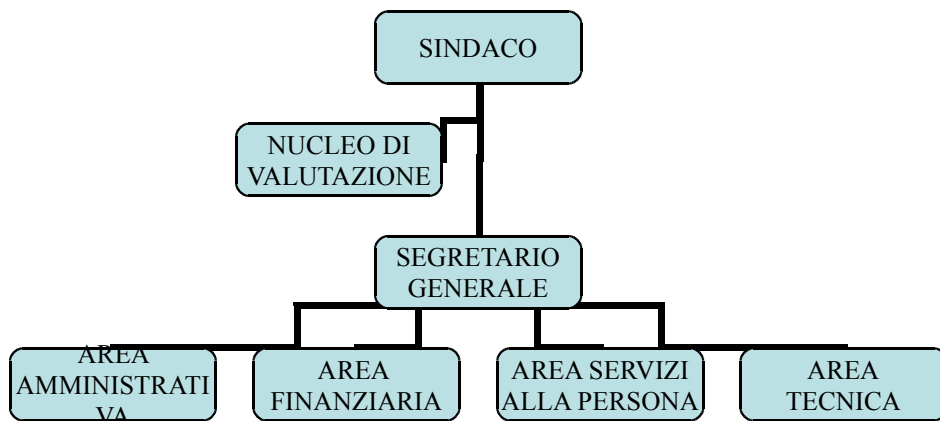 SINDACO
NUCLEO DI
VALUTAZIONE
SEGRETARIO
GENERALE
AREA
AMMINISTRATI
VA
AREA
FINANZIARIA
AREA SERVIZI
ALLA PERSONA
AREA
TECNICA